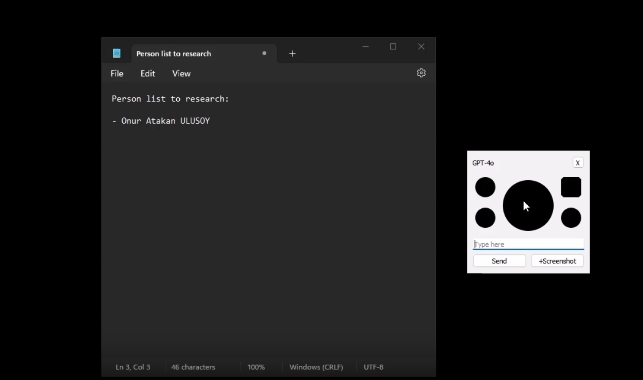 Person list to research
File Edit View
Person list to research:
- Onur Atakan ULUSOY
Ln 3, Col 3 46 characters 100% Windows (CRLF) UTF-8
GPT-4o X
Type here
Send +Screenshot